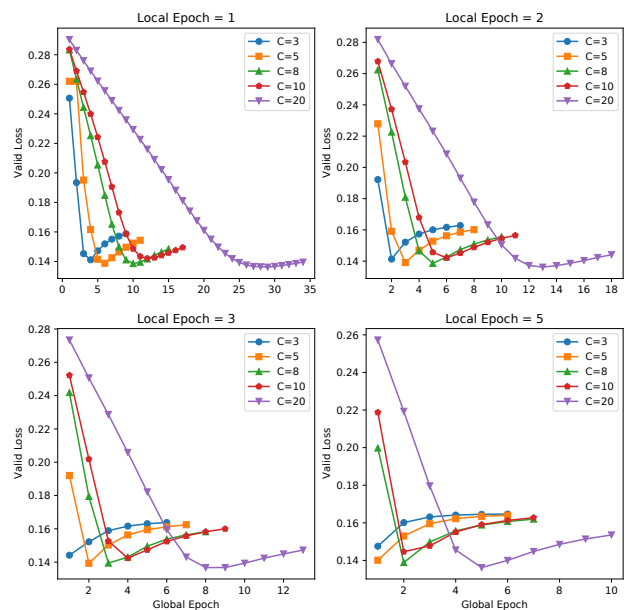 Local Epoch = 1
Valid Loss
0.28
0.26
0.24
0.22
0.20
0.18
0.16
0.14
0 5 10 15 20 25 30 35
C=3
C=5
C=8
C=10
C=20
Local Epoch = 2
Valid Loss
0.28
0.26
0.24
0.22
0.20
0.18
0.16
0.14
2 4 6 8 10 12 14 16 18
C=3
C=5
C=8
C=10
C=20
Local Epoch = 3
Valid Loss
0.28
0.26
0.24
0.22
0.20
0.18
0.16
0.14
2 4 6 8 10 12
Global Epoch
C=3
C=5
C=8
C=10
C=20
Local Epoch = 5
Valid Loss
0.26
0.24
0.22
0.20
0.18
0.16
0.14
2 4 6 8 10
Global Epoch
C=3
C=5
C=8
C=10
C=20